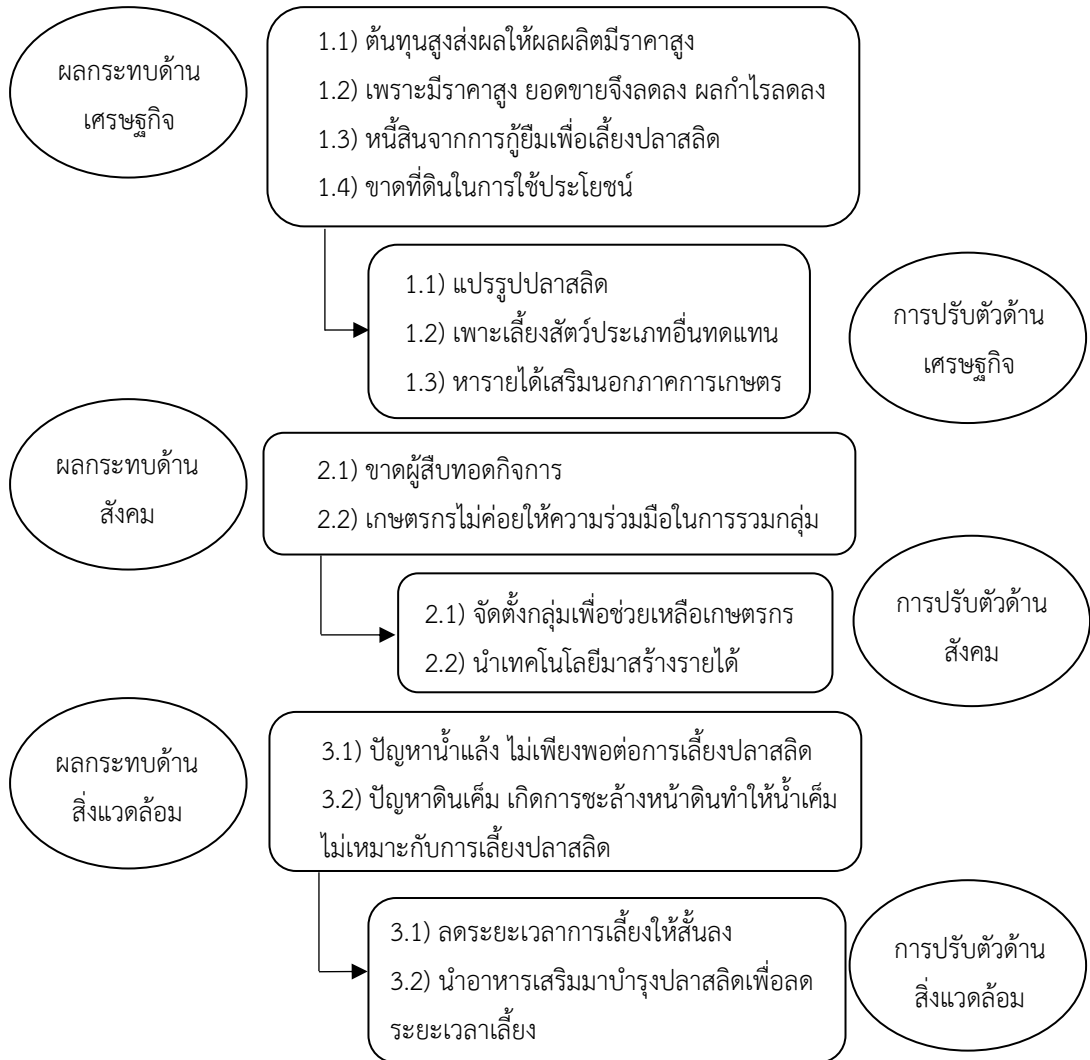 ผลกระทบด้าน
เศรษฐกิจ
1.1) ต้นทุนสูงส่งผลให้ผลผลิตมีราคาสูง
1.2) เพราะมีราคาสูง ยอดขายจึงลดลง ผลกำไรลดลง
1.3) หนี้สินจากการกู้ยืมเพื่อเลี้ยงปลาสลิด
1.4) ขาดที่ดินในการใช้ประโยชน์
1.1) แปรรูปปลาสลิด
1.2) เพาะเลี้ยงสัตว์ประเภทอื่นทดแทน
1.3) หารายได้เสริมนอกภาคการเกษตร
การปรับตัวด้าน
เศรษฐกิจ
ผลกระทบด้าน
สังคม
2.1) ขาดผู้สืบทอดกิจการ
2.2) เกษตรกรไม่ค่อยให้ความร่วมมือในการรวมกลุ่ม
2.1) จัดตั้งกลุ่มเพื่อช่วยเหลือเกษตรกร
2.2) นำเทคโนโลยีมาสร้างรายได้
การปรับตัวด้าน
สังคม
ผลกระทบด้าน
สิ่งแวดล้อม
3.1) ปัญหาน้ำแล้ง ไม่เพียงพอต่อการเลี้ยงปลาสลิด
3.2) ปัญหาดินเค็ม เกิดการชะล้างหน้าดินทำให้น้ำเค็ม
ไม่เหมาะกับการเลี้ยงปลาสลิด
3.1) ลดระยะเวลาการเลี้ยงให้สั้นลง
3.2) นำอาหารเสริมมาบำรุงปลาสลิดเพื่อลด
ระยะเวลาเลี้ยง
การปรับตัวด้าน
สิ่งแวดล้อม